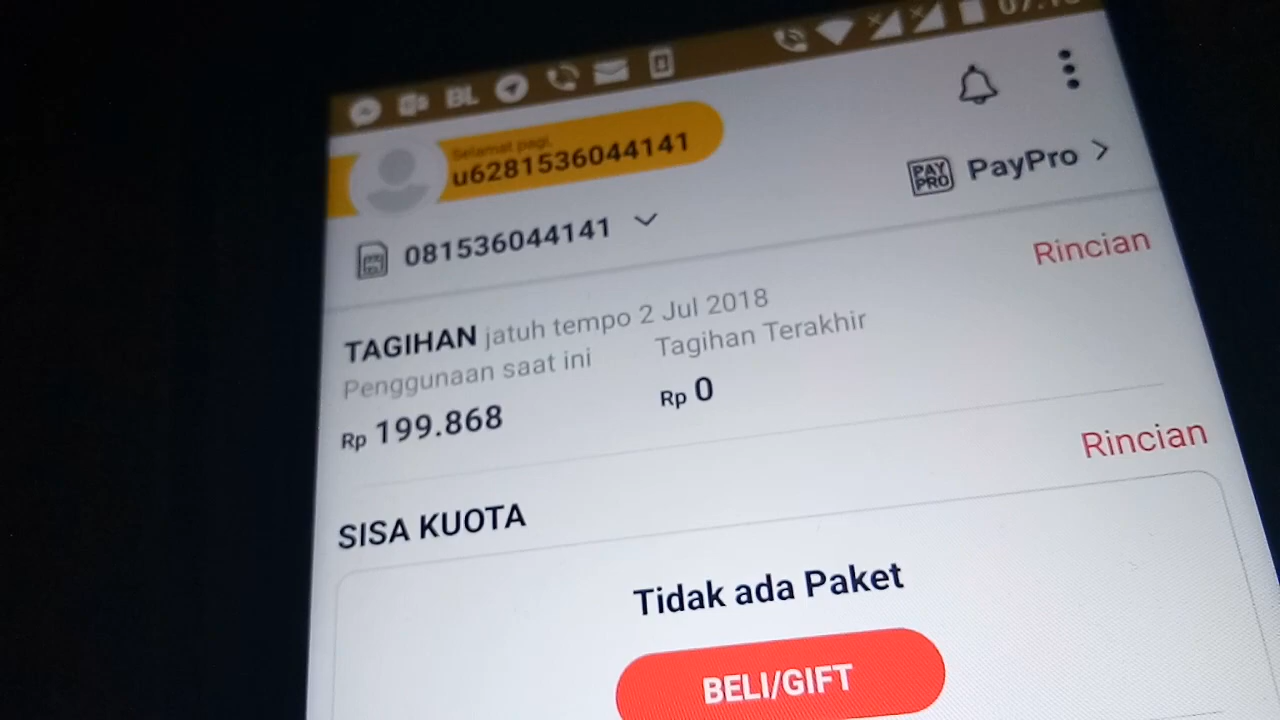 BL
Selamat pagi,
u6281536044141
PAY PRO PayPro
081536044141
Rincian
TAGIHAN jatuh tempo 2 Jul 2018
Penggunaan saat ini Tagihan Terakhir
Rp 199.868 Rp 0
Rincian
SISA KUOTA
Tidak ada Paket
BELI/GIFT